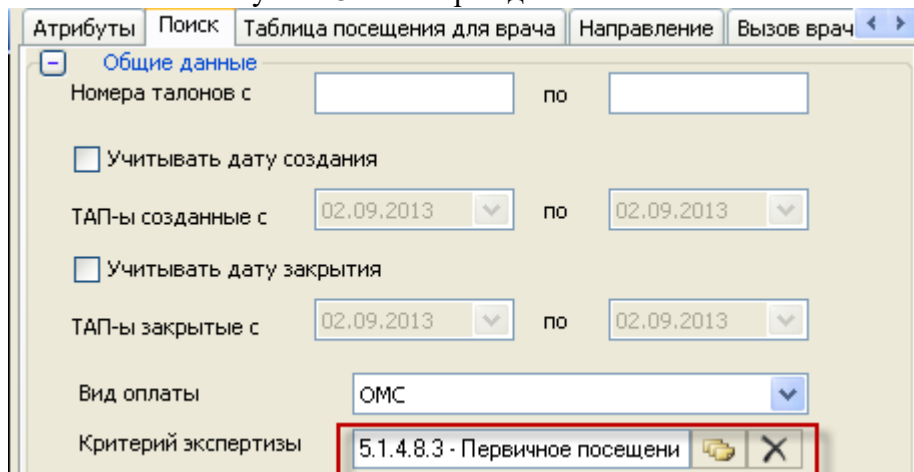 Атрибуты Поиск Таблица посещения для врача Направление Вызов врач
Общие данные
Номера талонов с по
Учитывать дату создания
ТАП-ы созданные с 02.09.2013 по 02.09.2013
Учитывать дату закрытия
ТАП-ы закрытые с 02.09.2013 по 02.09.2013
Вид оплаты ОМС
Критерий экспертизы 5.1.4.8.3 - Первичное посещени